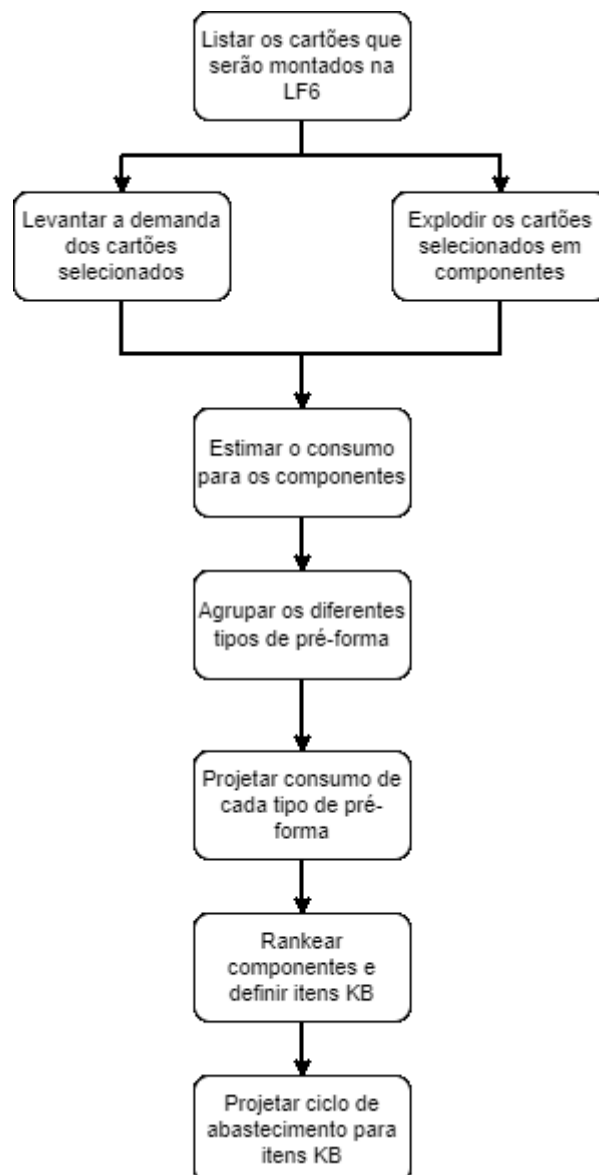 Listar os cartões que
serão montados na
LF6
Levantar a demanda
dos cartões
selecionados
Explodir os cartões
selecionados em
componentes
Estimar o consumo
para os componentes
Agrupar os diferentes
tipos de pré-forma
Projetar consumo de
cada tipo de pré-
forma
Rankear
componentes e
definir itens KB
Projetar ciclo de
abastecimento para
itens KB